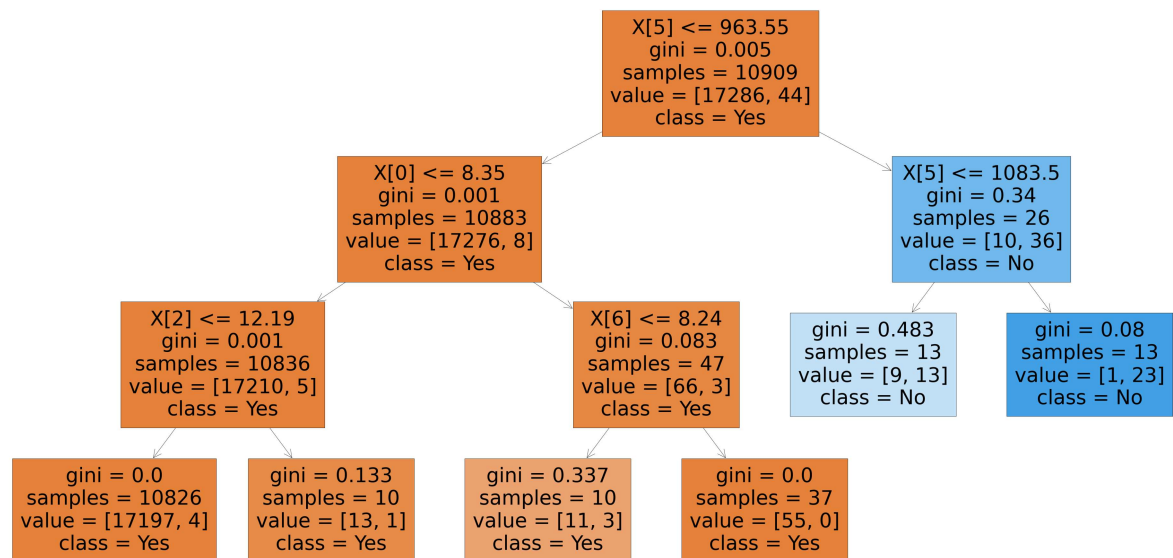 X[5] <= 963.55
gini = 0.005
samples = 10909
value = [17286, 44]
class = Yes
X[0] <= 8.35
gini = 0.001
samples = 10883
value = [17276, 8]
class = Yes
X[5] <= 1083.5
gini = 0.34
samples = 26
value = [10, 36]
class = No
X[2] <= 12.19
gini = 0.001
samples = 10836
value = [17210, 5]
class = Yes
X[6] <= 8.24
gini = 0.083
samples = 47
value = [66, 3]
class = Yes
gini = 0.483
samples = 13
value = [9, 13]
class = No
gini = 0.08
samples = 13
value = [1, 23]
class = No
gini = 0.0
samples = 10826
value = [17197, 4]
class = Yes
gini = 0.133
samples = 10
value = [13, 1]
class = Yes
gini = 0.337
samples = 10
value = [11, 3]
class = Yes
gini = 0.0
samples = 37
value = [55, 0]
class = Yes